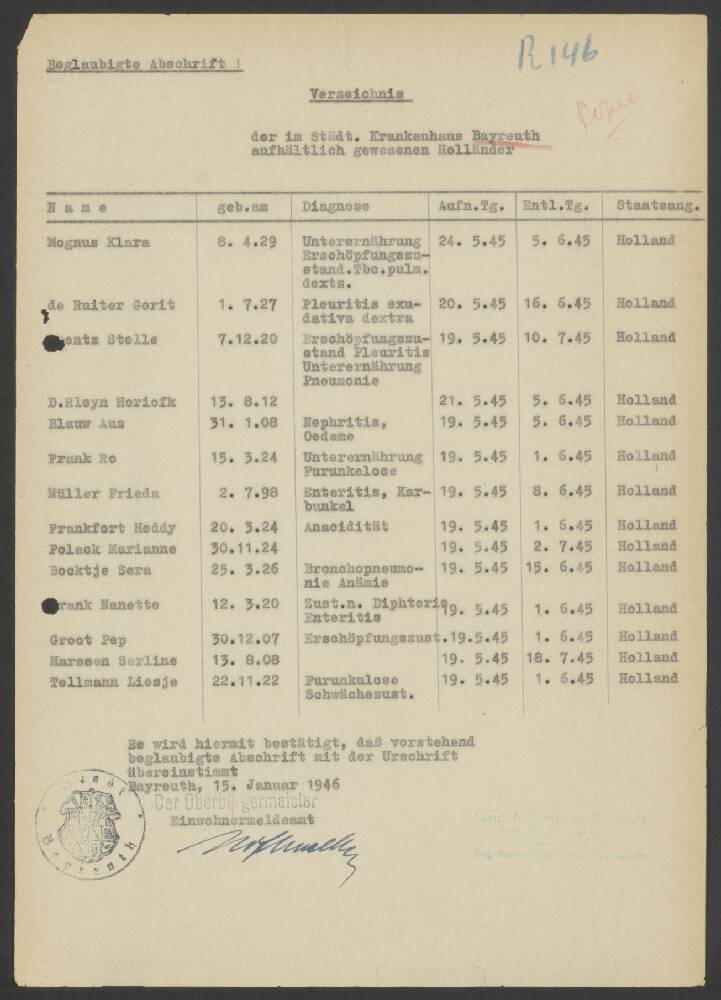 Beglaubigte Abschrift !
R 146
Verzeichnis
Copie
der im Städt. Krankenhaus Bayreuth
aufhältlich gewesenen Holländer
Name geb.am Diagnose Aufn.Tg. Entl.Tg. Staatsang.
Mognus Klara 8. 4.29 Unterernährung 24. 5.45 5. 6.45 Holland
Erschöpfungszu-
stand.Tbc.pulm.
dexts.
de Ruiter Gorit 1. 7.27 Pleuritis exu- 20. 5.45 16. 6.45 Holland
dativa dextra
entz Stelle 7.12.20 Erschöpfungszu- 19. 5.45 10. 7.45 Holland
stand Pleuritis
Unterernährung
Pneumonie
D.Rleyn Horiofk 13. 8.12 21. 5.45 5. 6.45 Holland
Blauw Aus 31. 1.08 Nephritis, 19. 5.45 5. 6.45 Holland
Oedeme
Frank Ro 15. 3.24 Unterernährung 19. 5.45 1. 6.45 Holland
Furunkelose
Müller Frieda 2. 7.98 Enteritis, Kar- 19. 5.45 8. 6.45 Holland
bunkel
Frankfort Heddy 20. 3.24 Anacidität 19. 5.45 1. 6.45 Holland
Polack Marianne 30.11.24 19. 5.45 2. 7.45 Holland
Bocktje Sera 25. 3.26 Bronchopneumo- 19. 5.45 15. 6.45 Holland
nie Anämie
rank Nanette 12. 3.20 Zust.n. Diphterie 19. 5.45 1. 6.45 Holland
Enteritis
Groot Pep 30.12.07 Erschöpfungszust. 19.5.45 1. 6.45 Holland
Marssen Serline 13. 8.08 19. 5.45 18. 7.45 Holland
Tellmann Liesje 22.11.22 Furunkulose 19. 5.45 1. 6.45 Holland
Schwächezust.
Es wird hiermit bestätigt, daß vorstehend
beglaubigte Abschrift mit der Urschrift
übereinstimmt
Bayreuth, 15. Januar 1946
Der Oberbürgermeister
Einwohnermeldeamt
Stadt Bayreuth